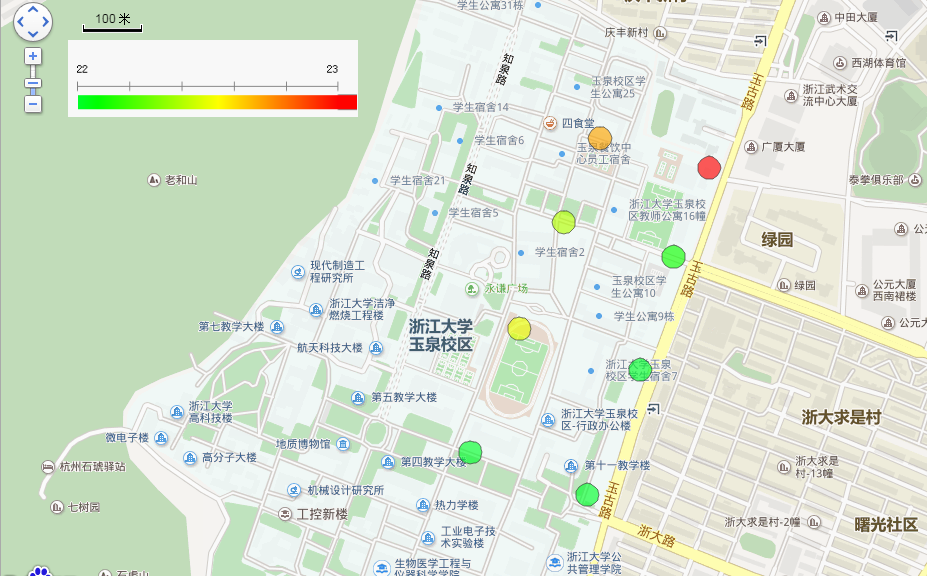 学生公寓31栋
100 米
庆丰新村
中田大厦
西湖体育馆
22
23
知泉路
玉泉校区学
生公寓25
玉古路
浙江武术交
流中心大厦
学生宿舍14
四食堂
学生宿舍6
玉泉餐饮中
心员工宿舍
广厦大厦
老和山
学生宿舍21
知泉路
泰拳俱乐部
学生宿舍5
浙江大学玉泉校
区教师公寓16幢
绿园
学生宿舍2
知泉路
现代制造工
程研究所
玉古路
永谦广场
玉泉校区学
生公寓10
绿园
公元大厦
西南裙楼
浙江大学洁净
燃烧工程楼
学生公寓9栋
第七教学大楼
浙江大学
玉泉校区
航天科技大楼
浙江大学玉泉
校区学生宿舍7
第五教学大楼
浙江大学
高科技楼
浙江大学玉泉校
区-行政办公楼
浙大求是村
微电子楼
地质博物馆
高分子大楼
第四教学大楼
第十一教学楼
杭州石琥驿站
浙大求是
村-13幢
机械设计研究所
七树园
工控新楼
热力学楼
玉古路
浙大求是村-2幢
曙光社区
工业电子技
术实验楼
浙大路
生物医学工程与
仪器科学学院
浙江大学公
共管理学院